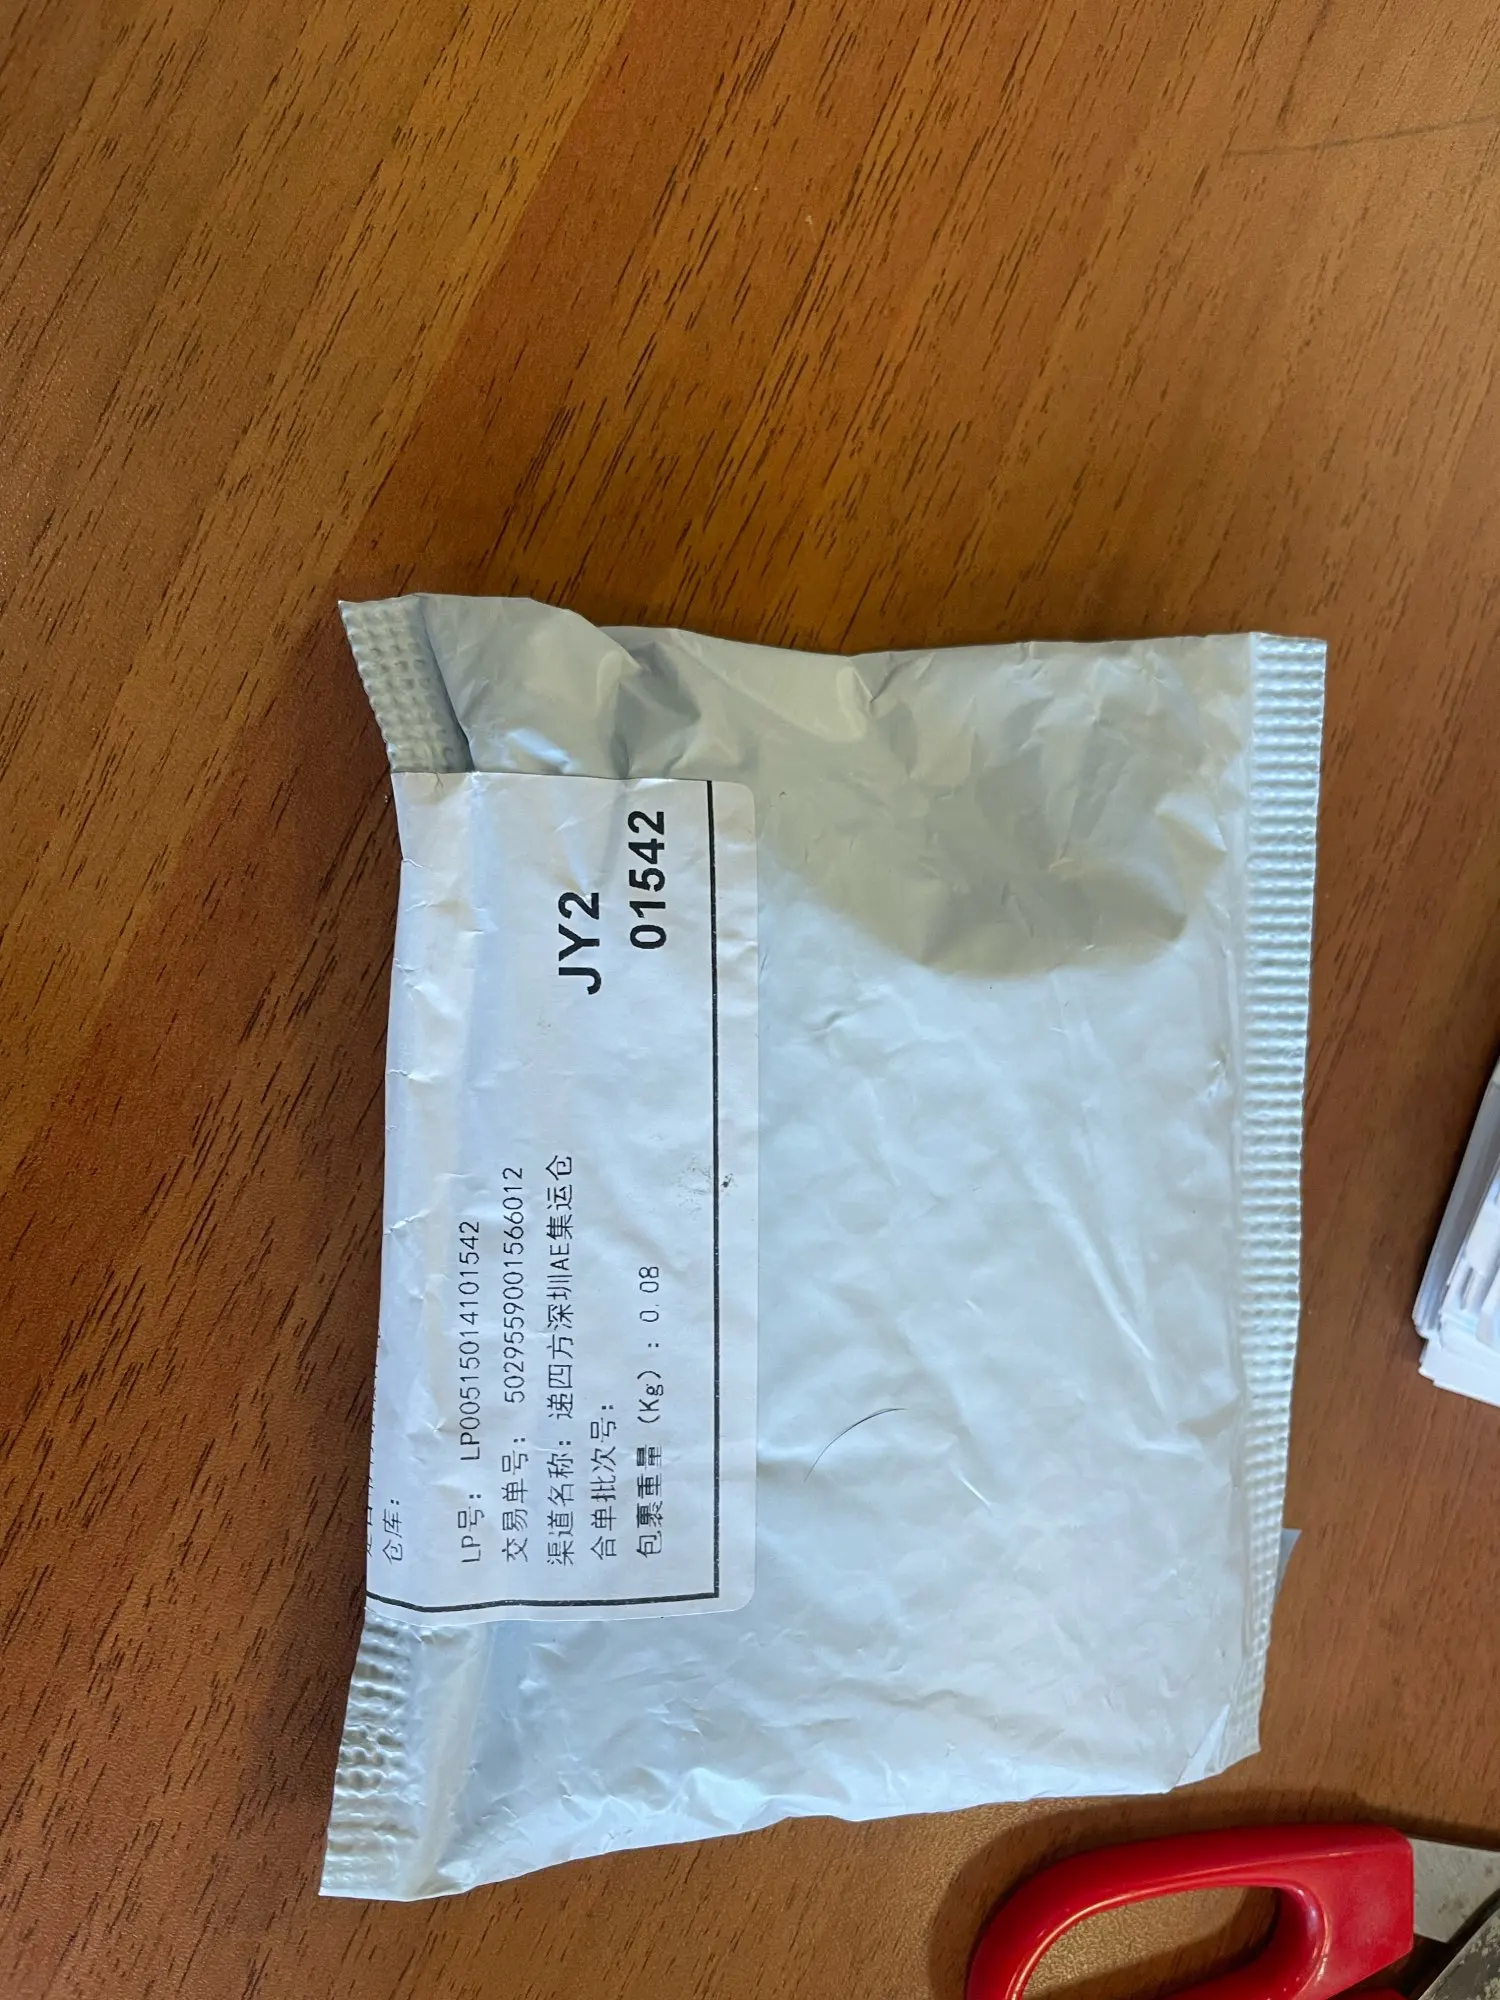 仓库:
LP号: LP00515014101542
交易单号: 5029559001566012
渠道名称: 递四方深圳AE集运仓
合单批次号:
包裹重量 (Kg) : 0.08
JY2
01542